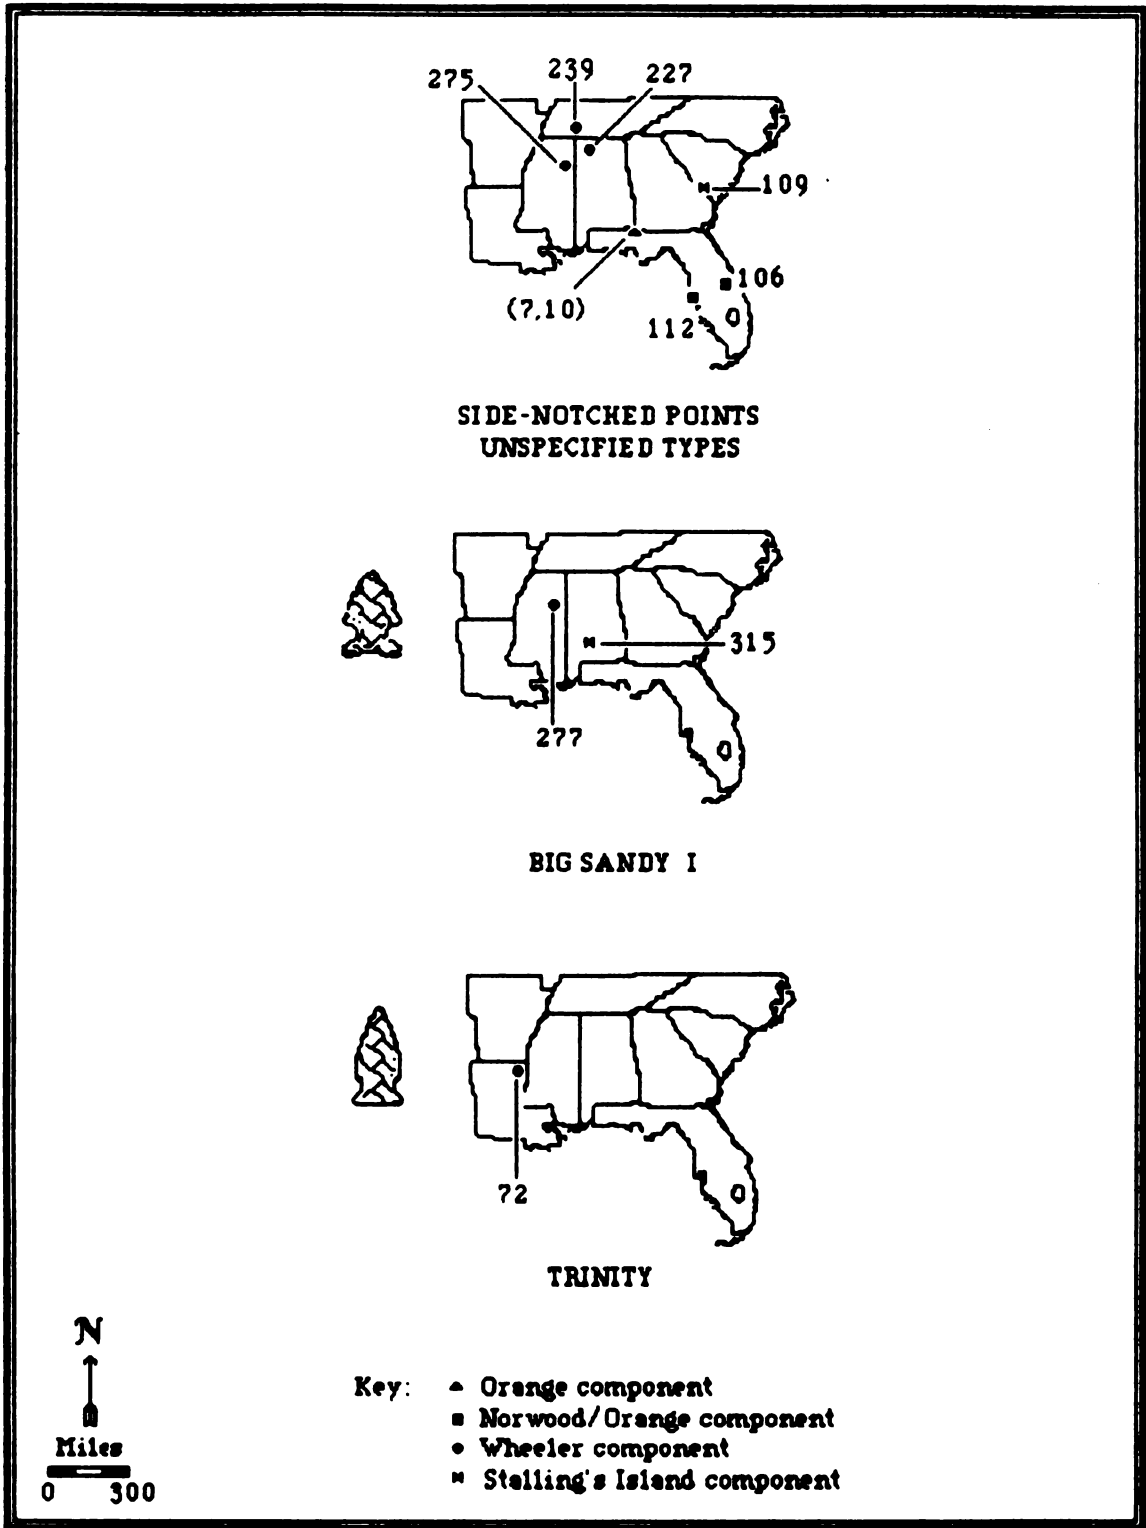 275
239
227
109
(7,10)
106
112
SIDE-NOTCHED POINTS
UNSPECIFIED TYPES
315
277
BIG SANDY I
72
TRINITY
N
Miles
0 300
Key:
Orange component
Norwood/Orange component
Wheeler component
Stalling's Island component